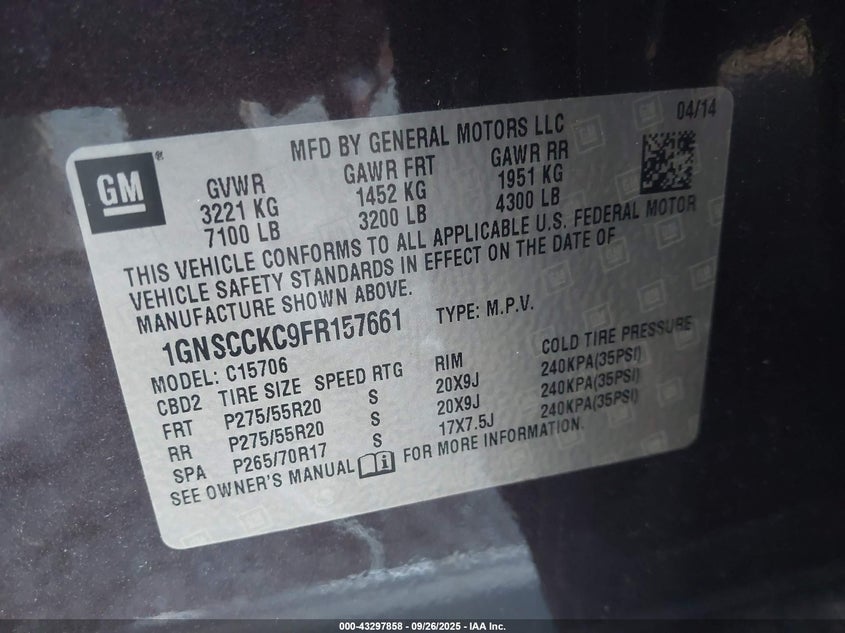 04/14
MFD BY GENERAL MOTORS LLC
GM
GVWR GAWR FRT GAWR RR
3221 KG 1452 KG 1951 KG
7100 LB 3200 LB 4300 LB
THIS VEHICLE CONFORMS TO ALL APPLICABLE U.S. FEDERAL MOTOR
VEHICLE SAFETY STANDARDS IN EFFECT ON THE DATE OF
MANUFACTURE SHOWN ABOVE.
1GNSCCKC9FR157661 TYPE: M.P.V.
MODEL: C15706
CBD2 TIRE SIZE SPEED RTG RIM COLD TIRE PRESSURE
FRT P275/55R20 S 20X9J 240KPA(35PSI)
RR P275/55R20 S 20X9J 240KPA(35PSI)
SPA P265/70R17 S 17X7.5J 240KPA(35PSI)
SEE OWNER'S MANUAL FOR MORE INFORMATION.
000-43297858 - 09/26/2025 - IAA Inc.